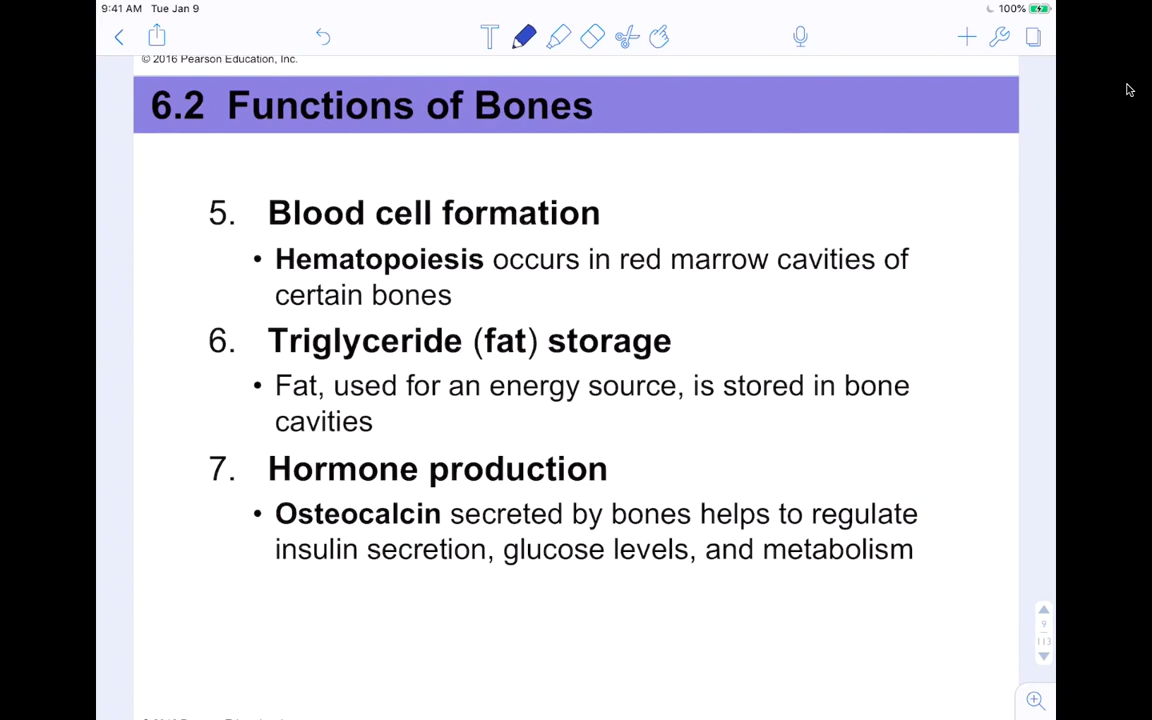 9:41 AM Tue Jan 9
100%
© 2016 Pearson Education, Inc.
6.2 Functions of Bones
5. Blood cell formation
• Hematopoiesis occurs in red marrow cavities of
certain bones
6. Triglyceride (fat) storage
• Fat, used for an energy source, is stored in bone
cavities
7. Hormone production
• Osteocalcin secreted by bones helps to regulate
insulin secretion, glucose levels, and metabolism
9
113